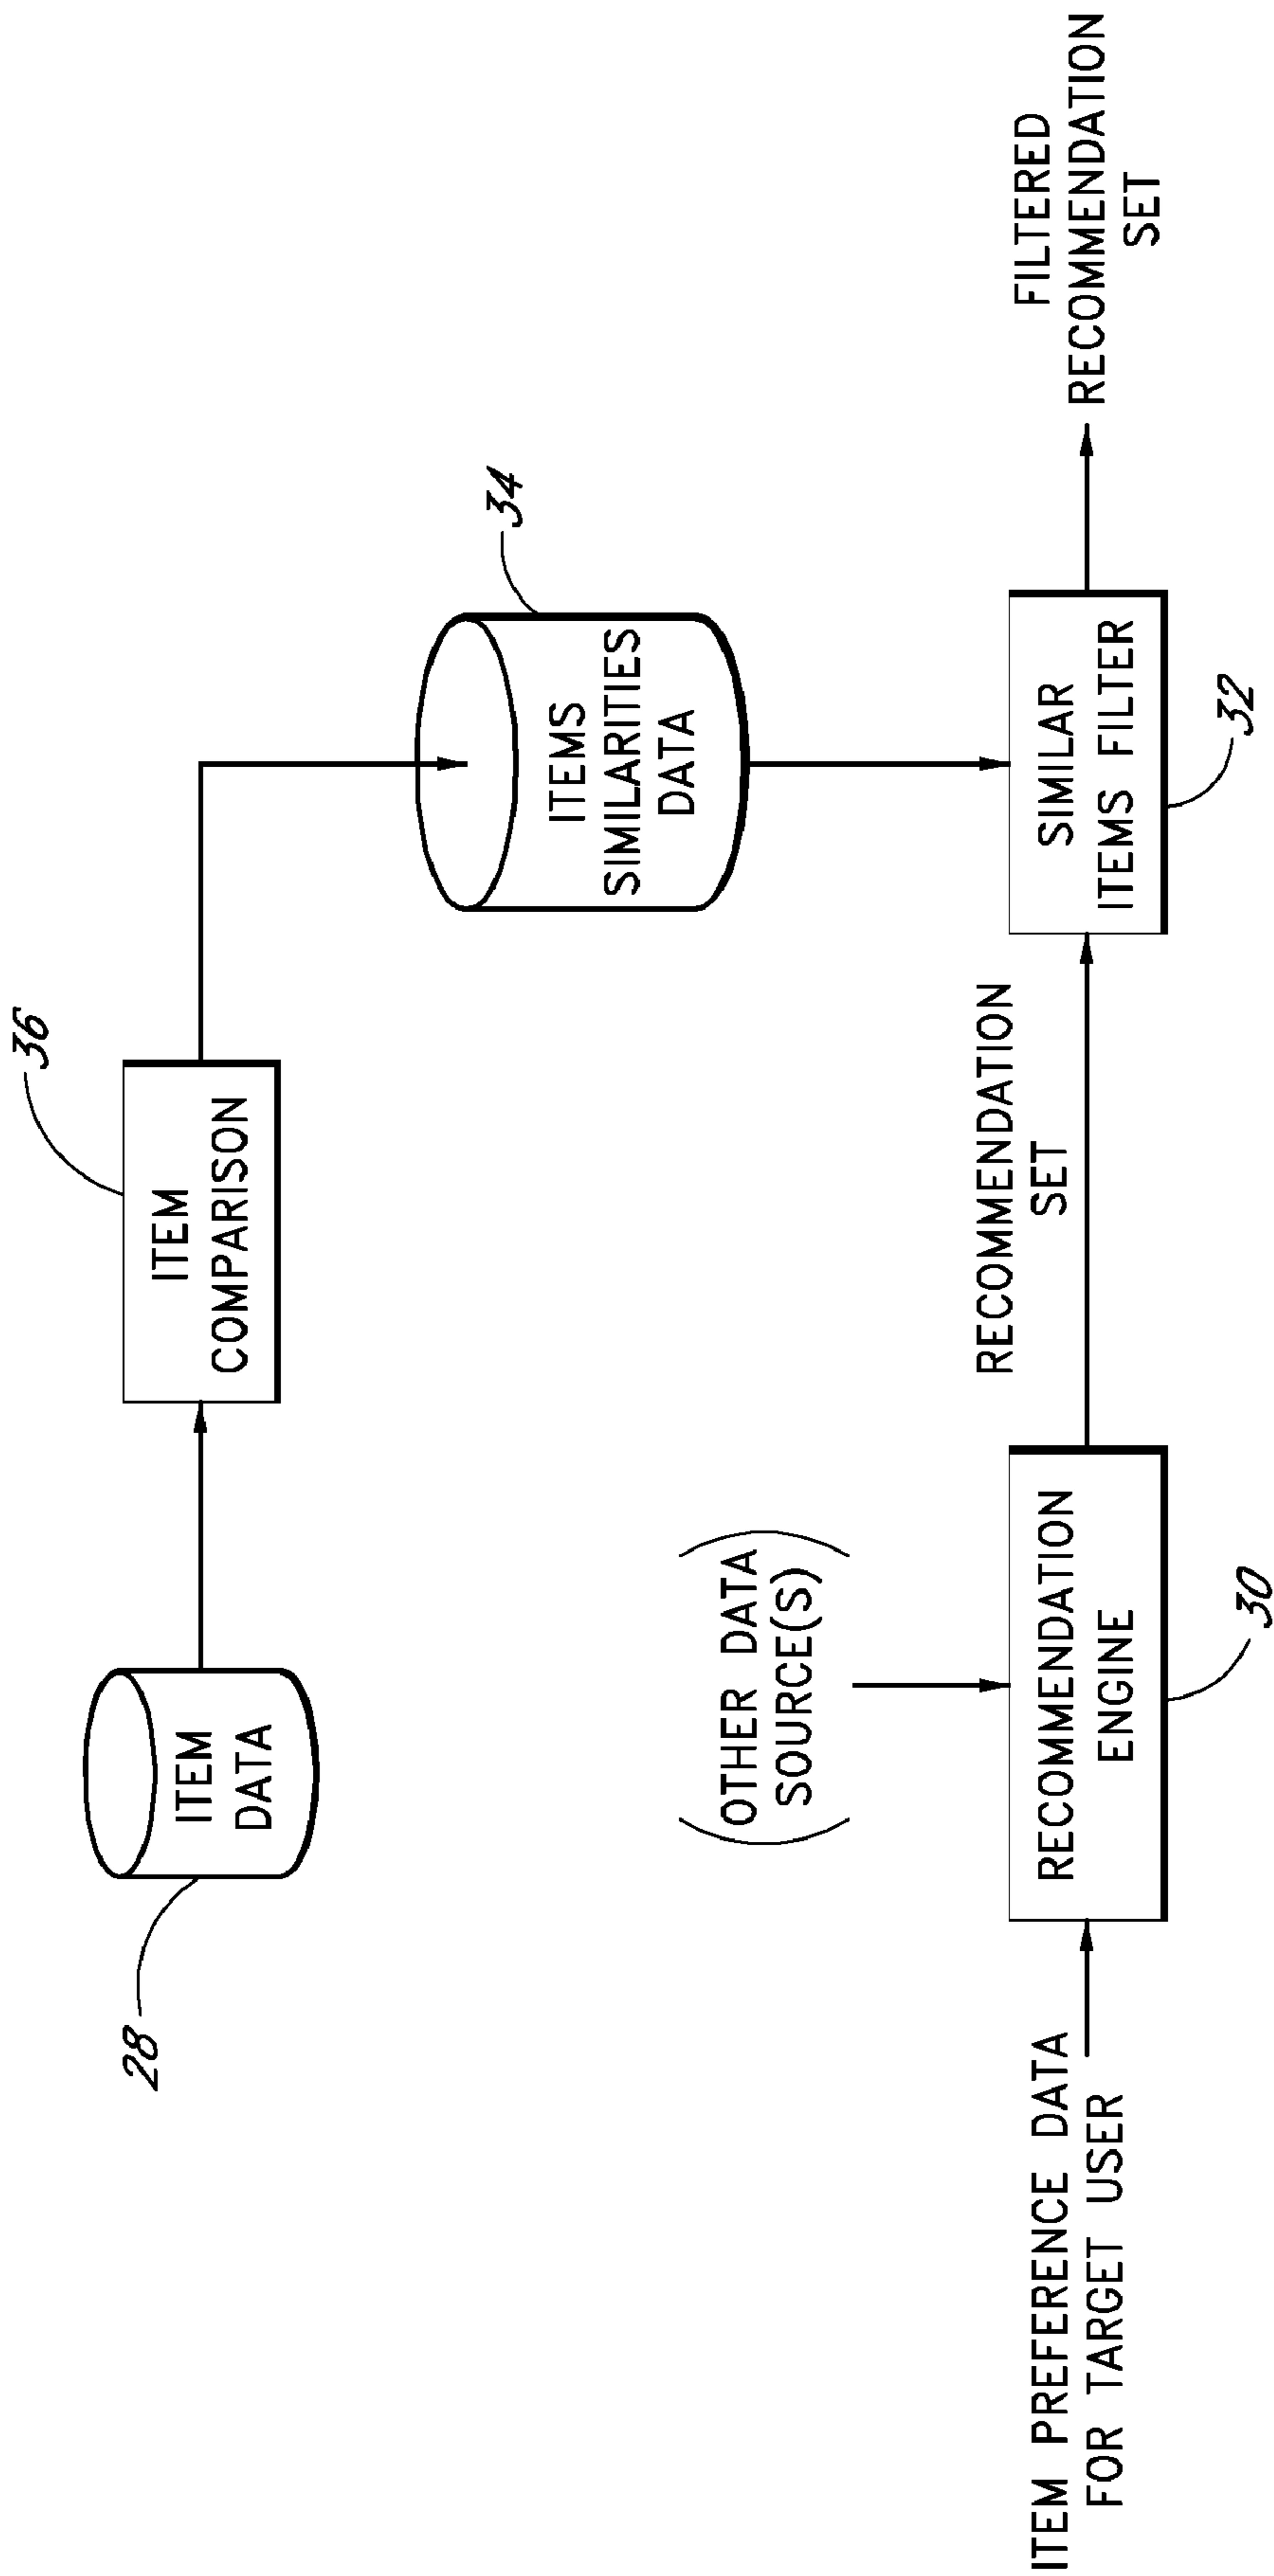 36
28
ITEM
DATA
ITEM
COMPARISON
34
ITEMS
SIMILARITIES
DATA
(OTHER DATA
SOURCE(S))
ITEM PREFERENCE DATA
FOR TARGET USER
RECOMMENDATION
ENGINE
30
RECOMMENDATION
SET
SIMILAR
ITEMS FILTER
32
FILTERED
RECOMMENDATION
SET